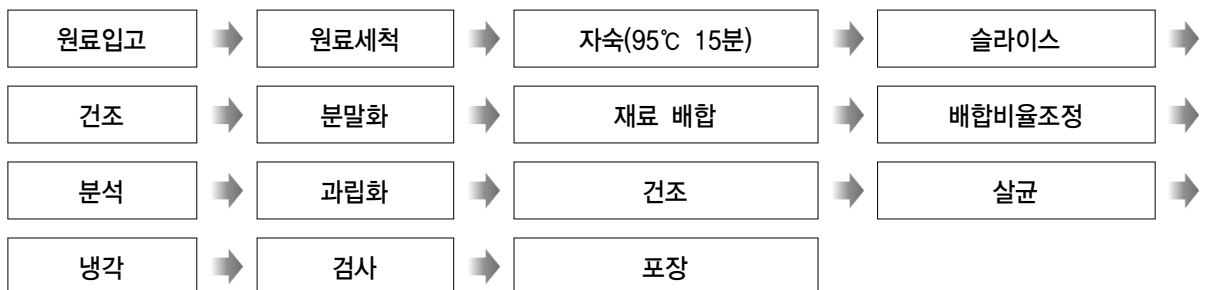 원료입고 원료세척 자숙(95℃ 15분) 슬라이스
건조 분말화 재료 배합 배합비율조정
분석 과립화 건조 살균
냉각 검사 포장